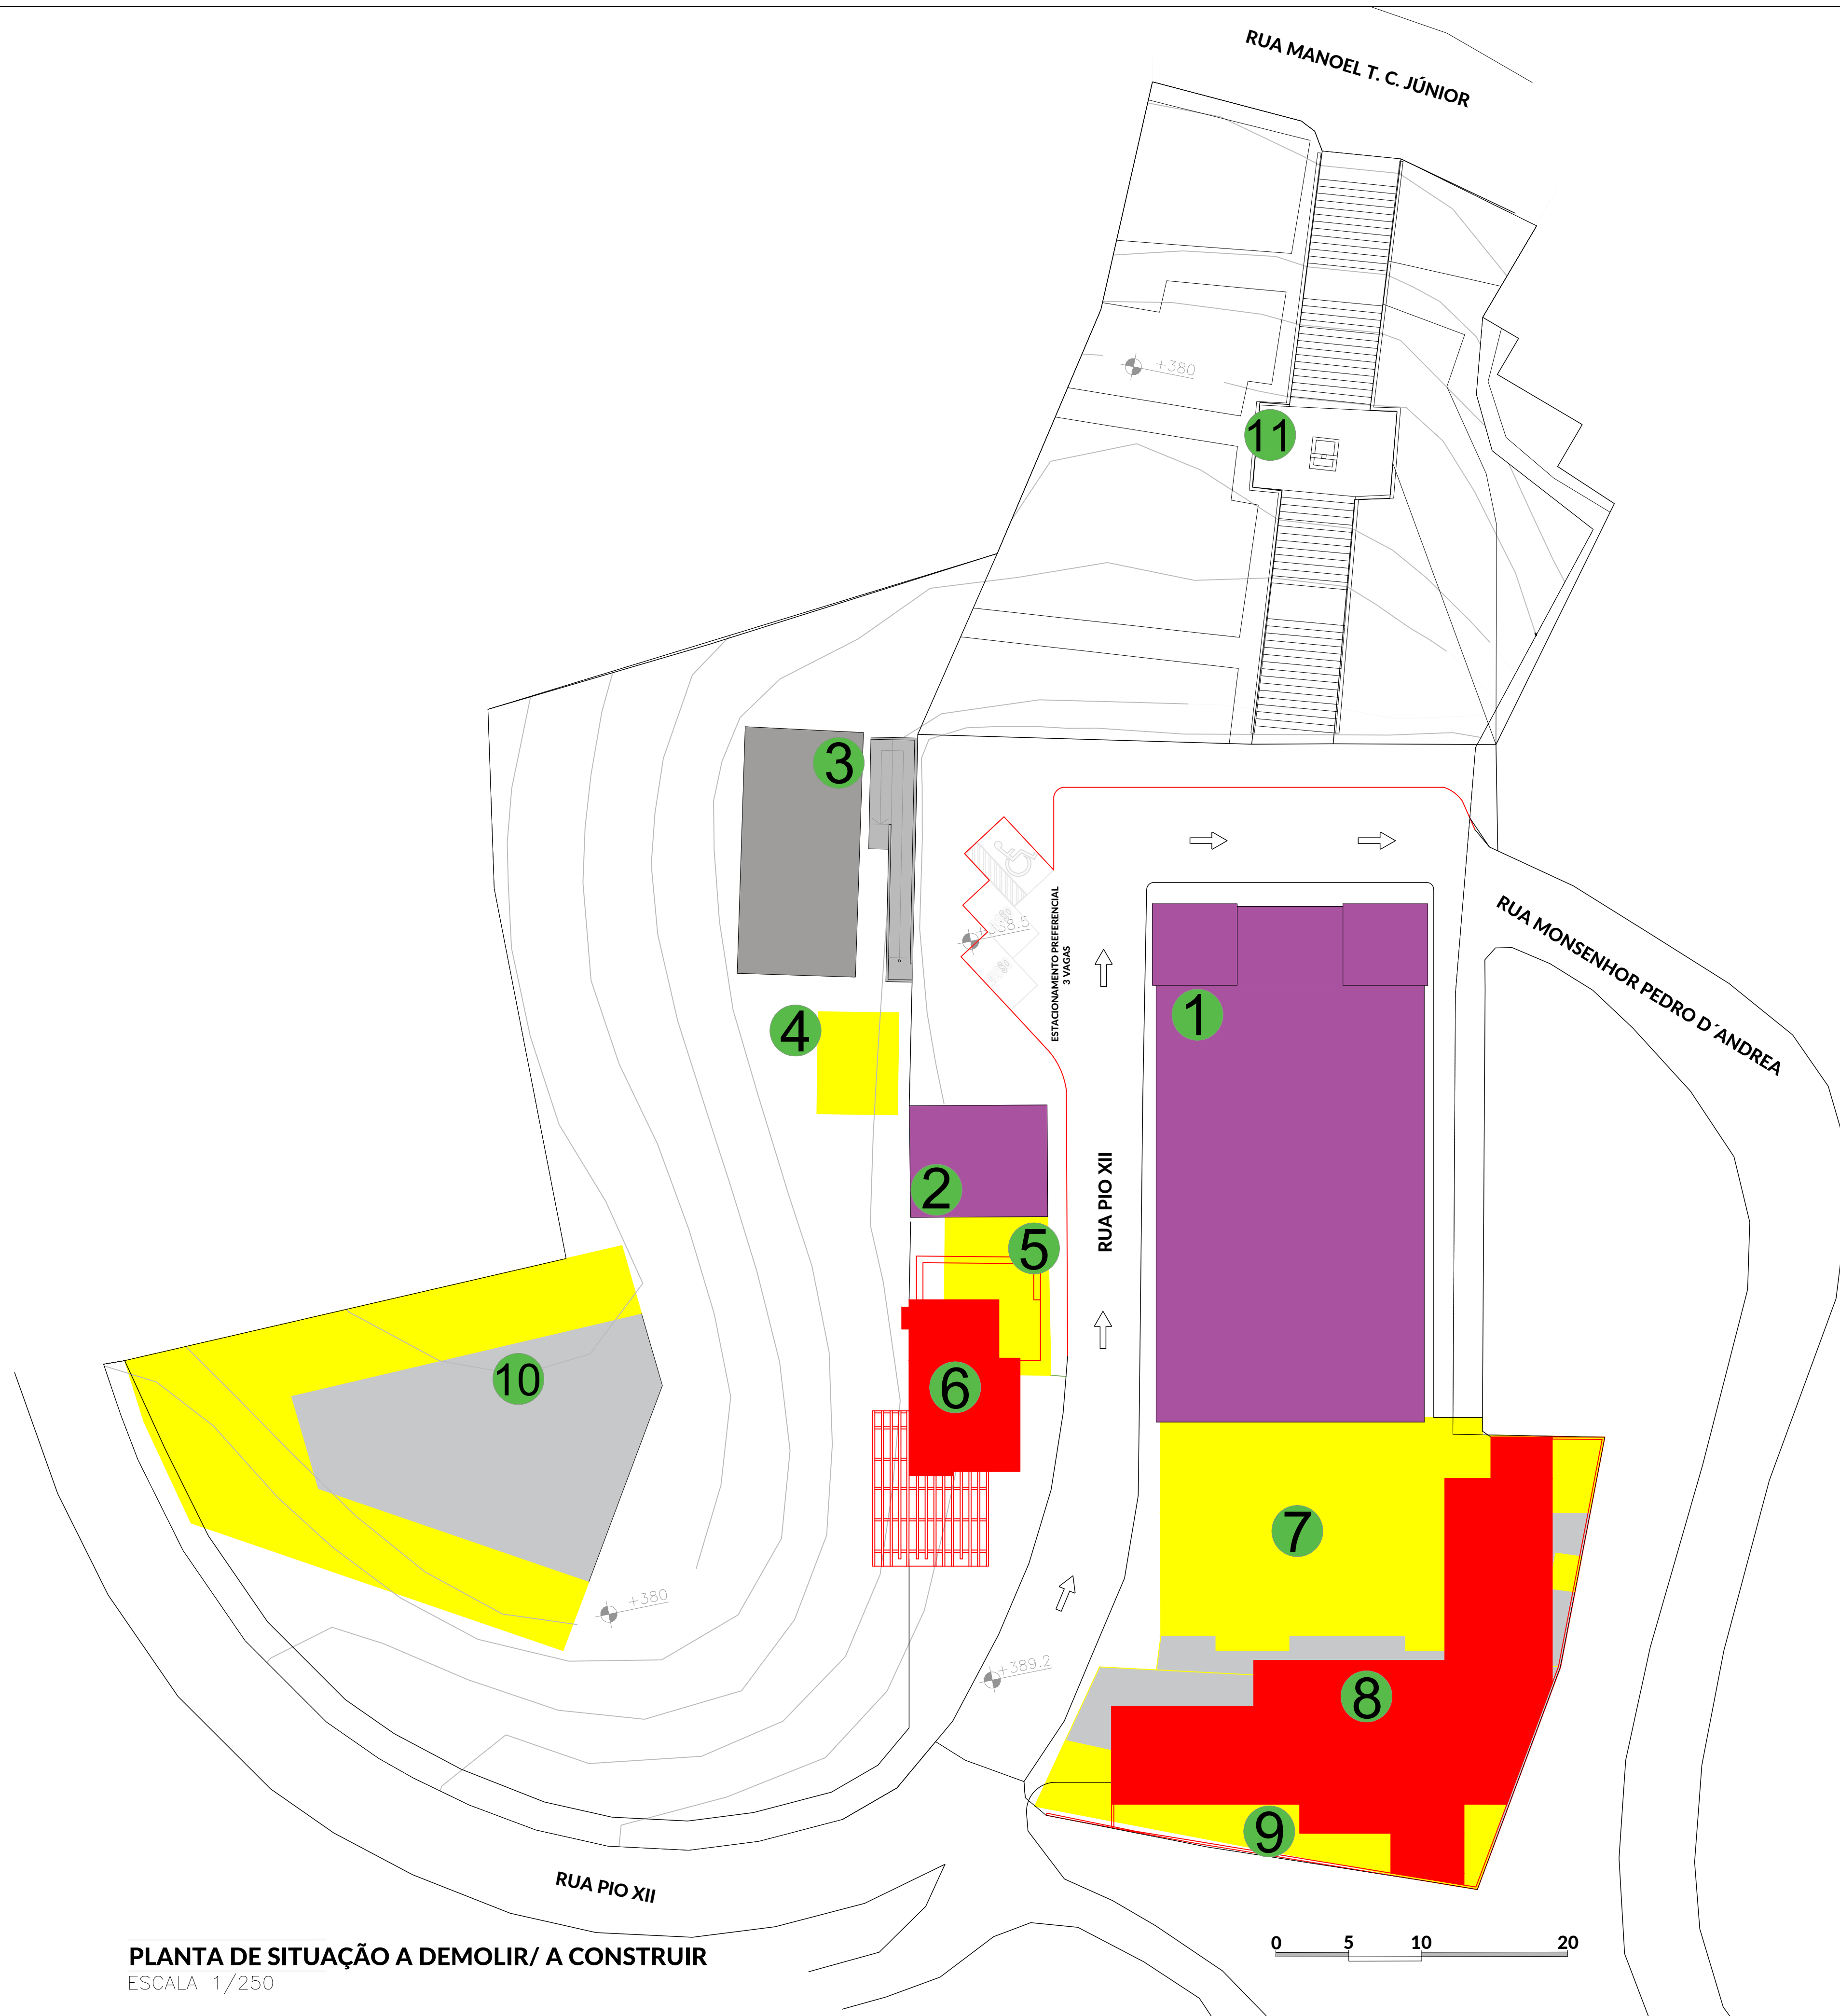 RUA MANOEL T. C. JÚNIOR
+380
11
3
ESTACIONAMENTO PREFERENCIAL
3 VAGAS
RUA MONSENHOR PEDRO D´ANDREA
1
4
2
RUA PIO XII
5
10
6
7
+380
+389.2
8
9
RUA PIO XII
PLANTA DE SITUAÇÃO A DEMOLIR/ A CONSTRUIR
ESCALA 1/250
0 5 10 20